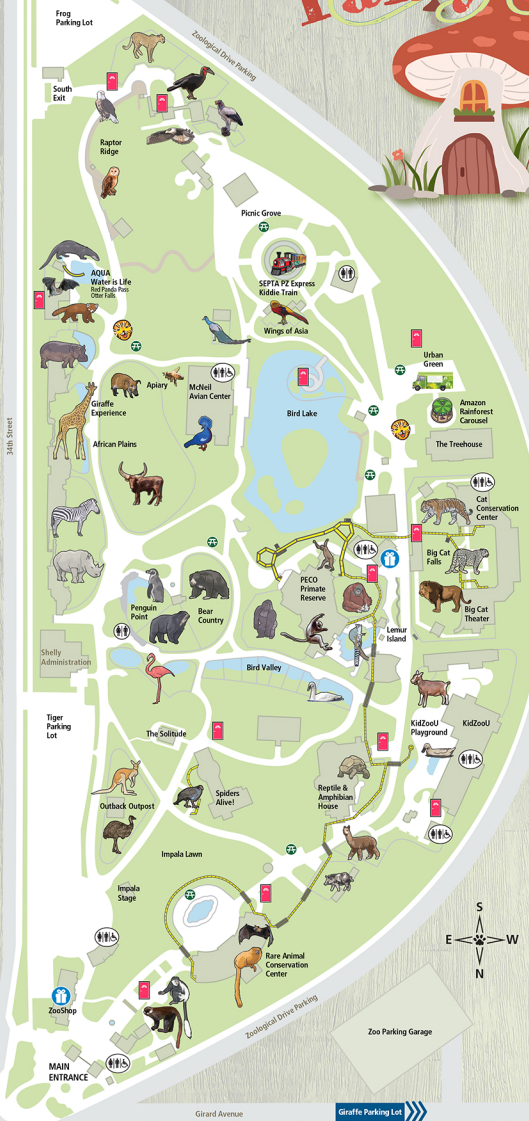 Frog
Parking Lot
Zoological Drive Parking
South
Exit
Raptor
Ridge
Picnic Grove
SEPTA PZ Express
Kiddie Train
AQUA
Water is Life
Red Panda Pass
Otter Falls
Wings of Asia
Urban
Green
Apiary
McNeil
Avian Center
Giraffe
Experience
Bird Lake
Amazon
Rainforest
Carousel
African Plains
The Treehouse
34th Street
Cat
Conservation
Center
Big Cat
Falls
PECO
Primate
Reserve
Penguin
Point
Bear
Country
Big Cat
Theater
Lemur
Island
Shelly
Administration
Bird Valley
Tiger
Parking
Lot
The Solitude
KidZooU
Playground
KidZooU
Outback Outpost
Spiders
Alive!
Reptile &
Amphibian
House
Impala Lawn
Impala
Stage
S
E
W
N
Rare Animal
Conservation
Center
ZooShop
Zoological Drive Parking
Zoo Parking Garage
MAIN
ENTRANCE
Girard Avenue
Giraffe Parking Lot